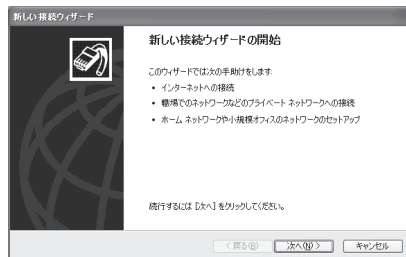 新しい接続ウィザード
新しい接続ウィザードの開始
このウィザードでは次の手助けをします:
• インターネットへの接続
• 職場でのネットワークなどのプライベート ネットワークへの接続
• ホーム ネットワークや小規模オフィスのネットワークのセットアップ
続行するには [次へ] をクリックしてください。
< 戻る(B) 次へ(N) > キャンセル